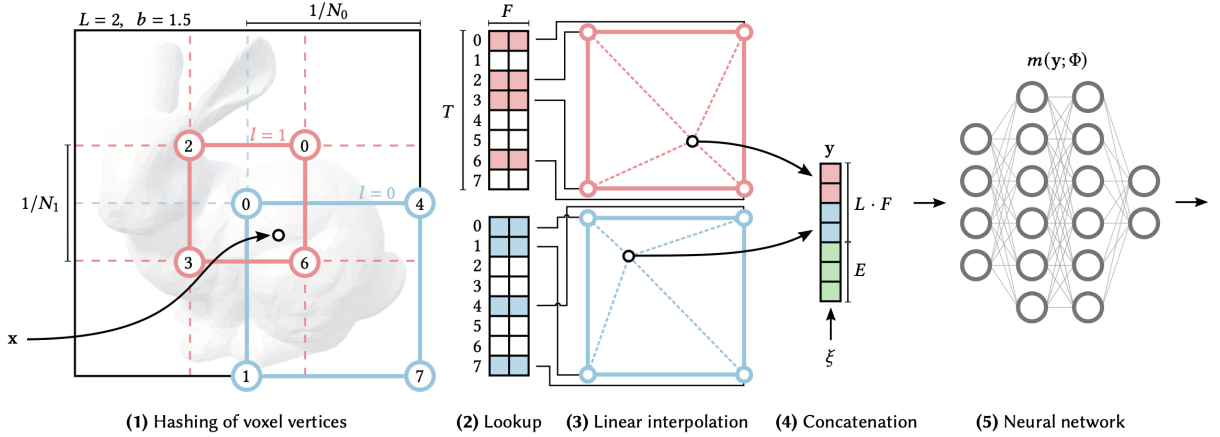 L = 2, b = 1.5
1/N₀
1/N₁
l = 1
l = 0
2
0
0
4
3
6
1
7
x
F
T
0
1
2
3
4
5
6
7
0
1
2
3
4
5
6
7
y
L · F
E
ξ
m(y; Φ)
(1) Hashing of voxel vertices
(2) Lookup
(3) Linear interpolation
(4) Concatenation
(5) Neural network